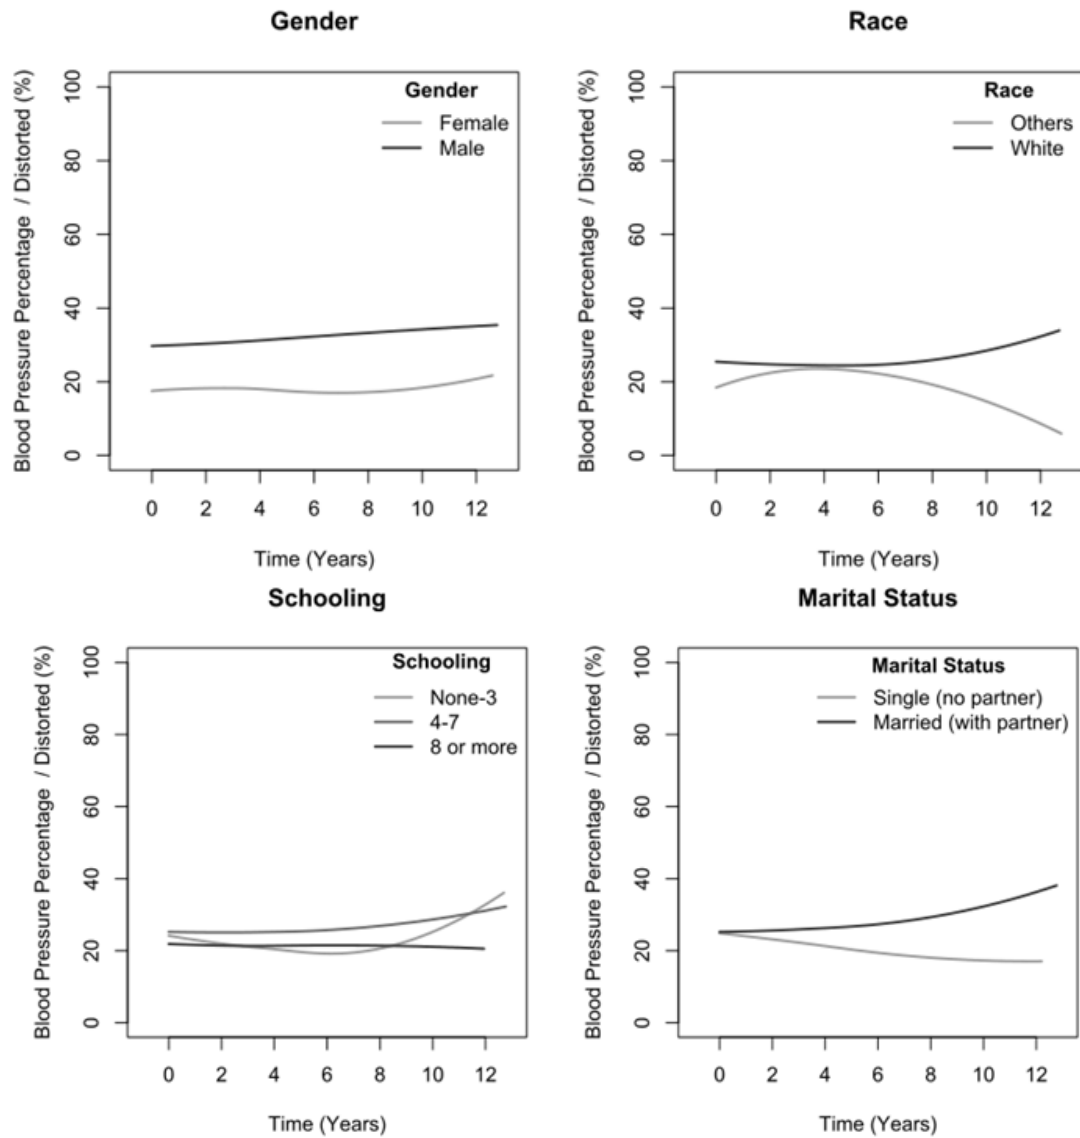 Gender
Blood Pressure Percentage / Distorted (%)
100
80
60
40
20
0
Gender
Female
Male
0 2 4 6 8 10 12
Time (Years)
Race
Blood Pressure Percentage / Distorted (%)
100
80
60
40
20
0
Race
Others
White
0 2 4 6 8 10 12
Time (Years)
Schooling
Blood Pressure Percentage / Distorted (%)
100
80
60
40
20
0
Schooling
None-3
4-7
8 or more
0 2 4 6 8 10 12
Time (Years)
Marital Status
Blood Pressure Percentage / Distorted (%)
100
80
60
40
20
0
Marital Status
Single (no partner)
Married (with partner)
0 2 4 6 8 10 12
Time (Years)